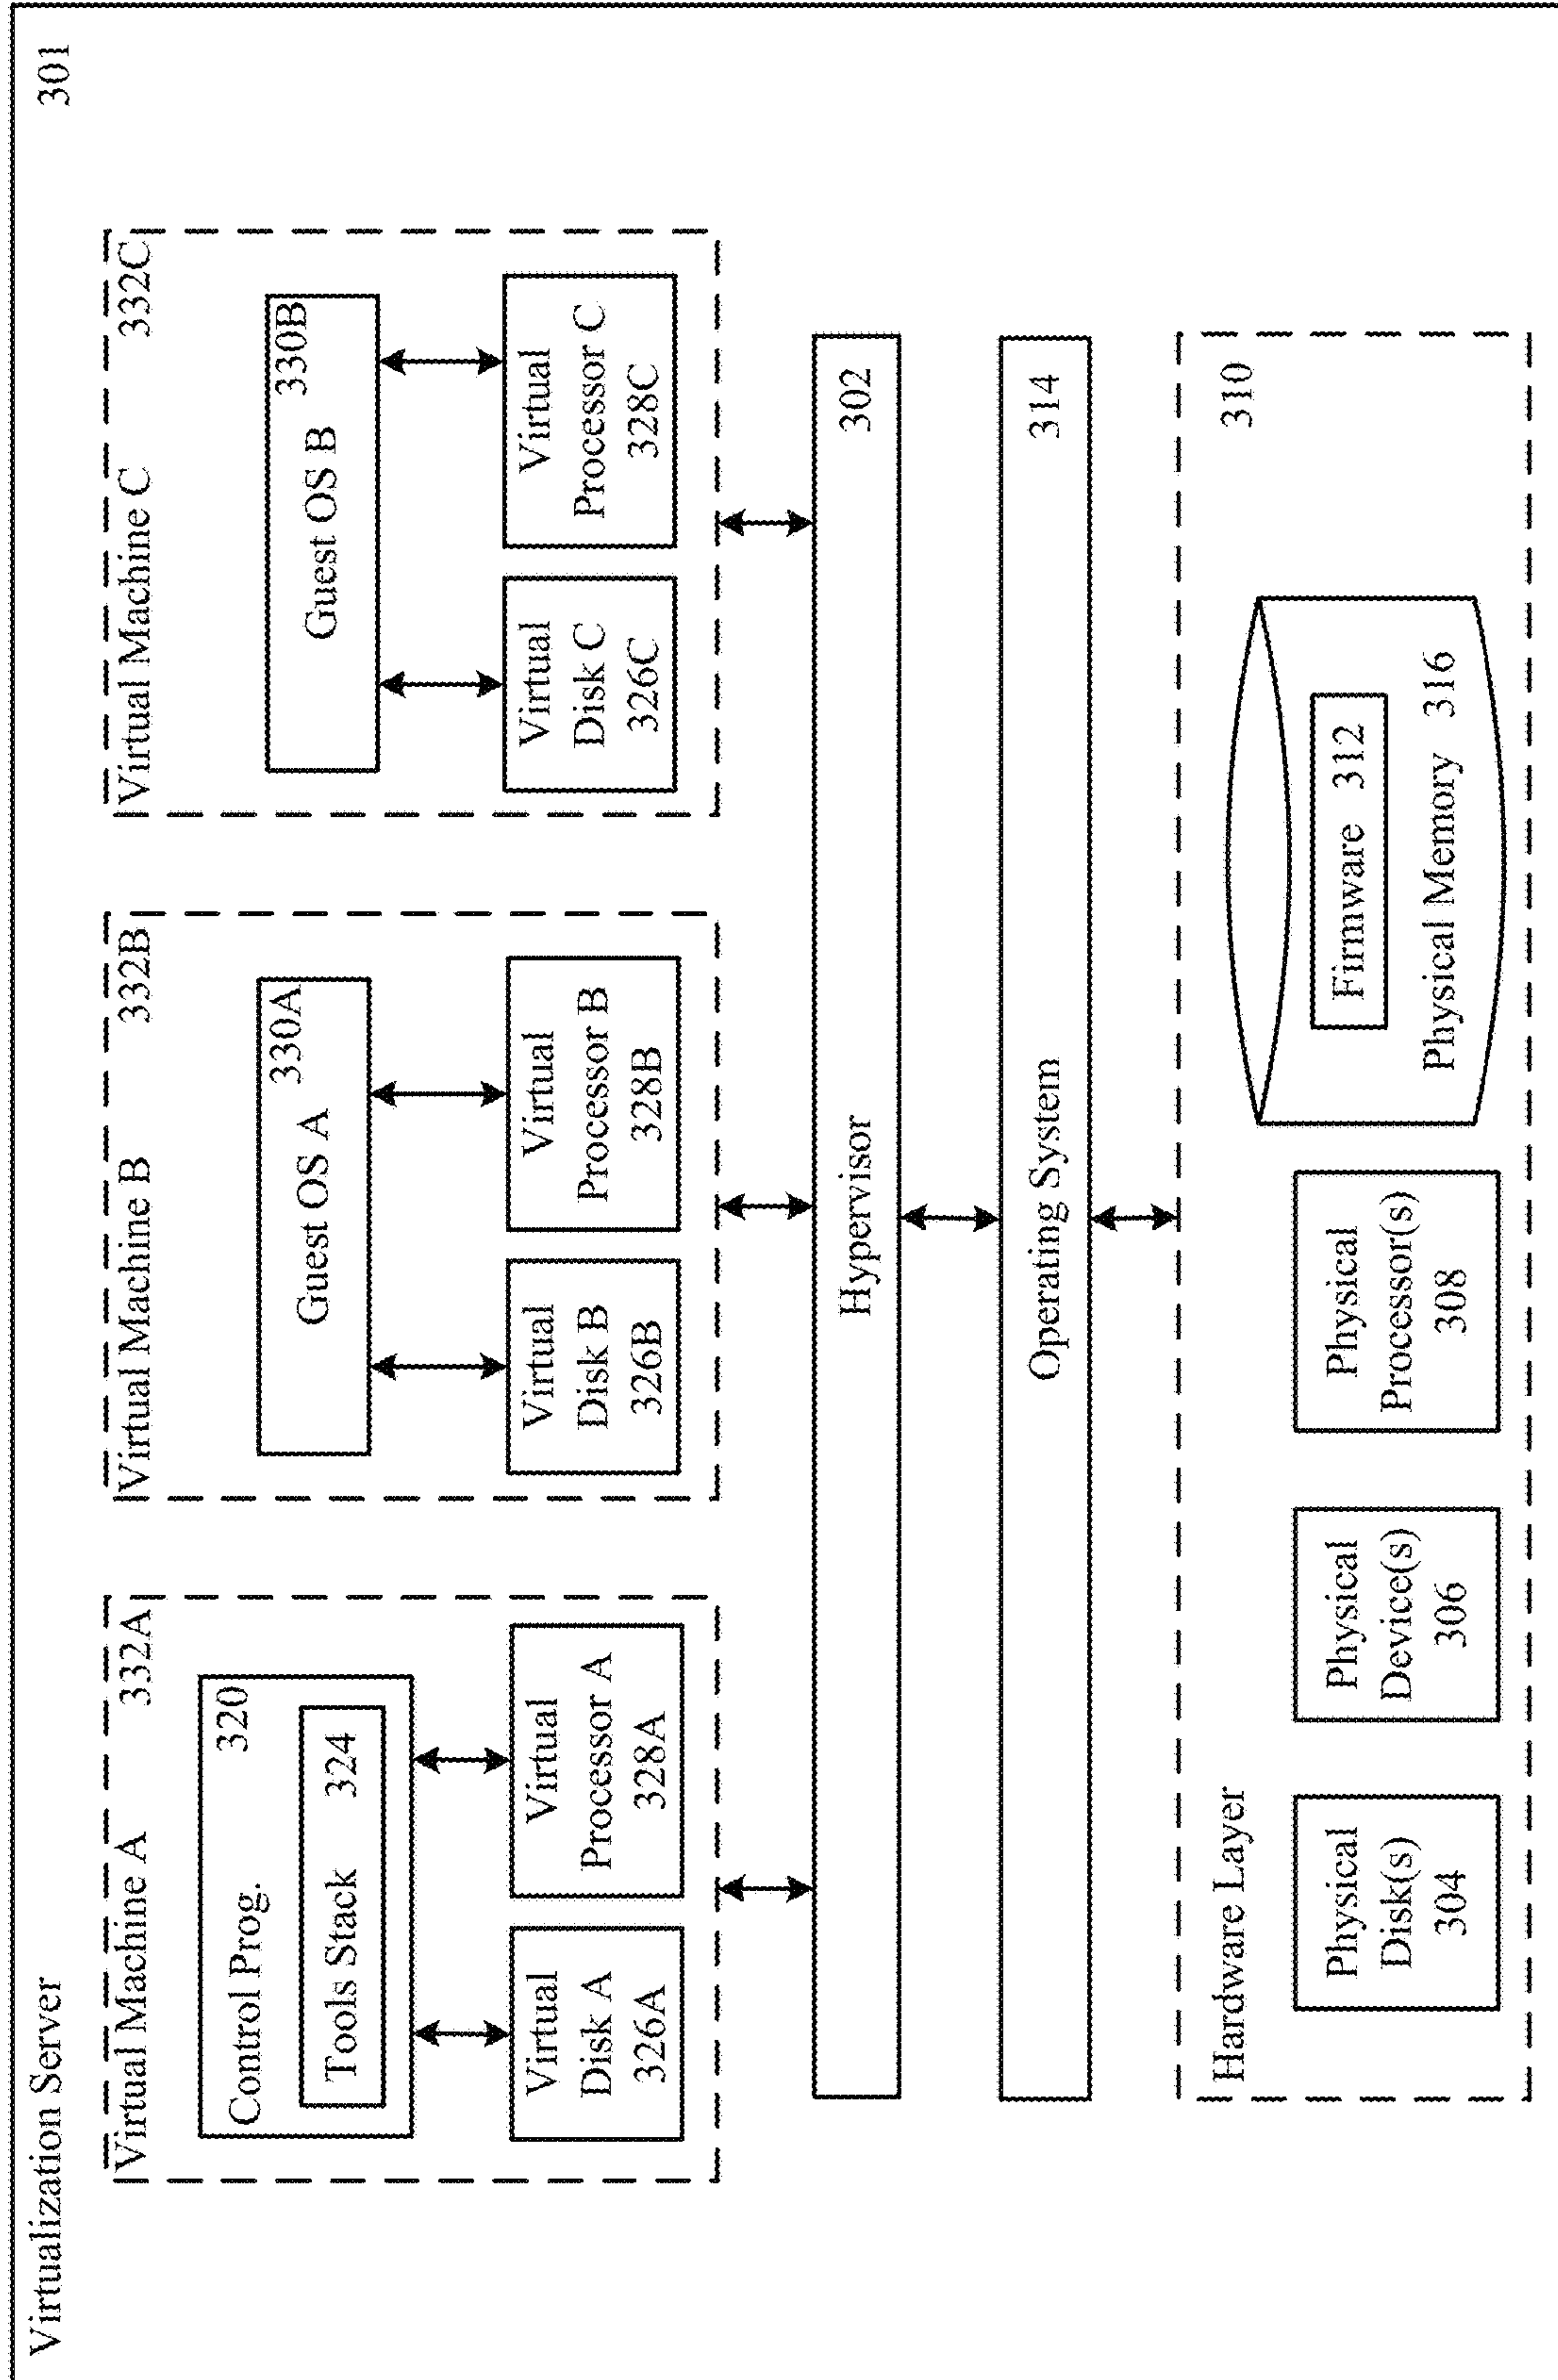 Virtualization Server 301
Virtual Machine A 332A
Control Prog. 320
Tools Stack 324
Virtual
Disk A
326A
Virtual
Processor A
328A
Virtual Machine B 332B
Guest OS A 330A
Virtual
Disk B
326B
Virtual
Processor B
328B
Virtual Machine C 332C
Guest OS B 330B
Virtual
Disk C
326C
Virtual
Processor C
328C
Hypervisor 302
Operating System 314
Hardware Layer 310
Physical
Disk(s)
304
Physical
Device(s)
306
Physical
Processor(s)
308
Firmware 312
Physical Memory 316